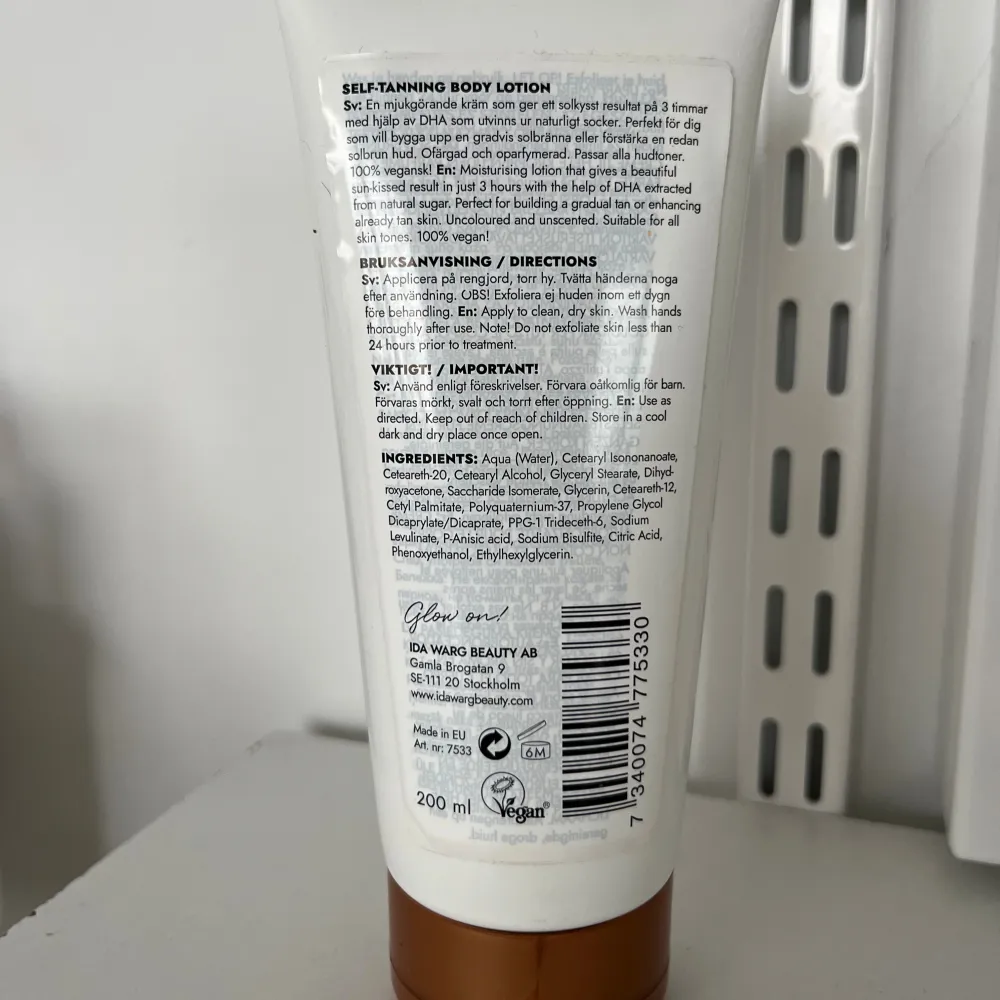 SELF-TANNING BODY LOTION
Sv: En mjukgörande kräm som ger ett solkysst resultat på 3 timmar
med hjälp av DHA som utvinns ur naturligt socker. Perfekt för dig
som vill bygga upp en gradvis solbränna eller förstärka en redan
solbrun hud. Ofärgad och oparfymerad. Passar alla hudtoner.
100% vegansk! En: Moisturising lotion that gives a beautiful
sun-kissed result in just 3 hours with the help of DHA extracted
from natural sugar. Perfect for building a gradual tan or enhancing
already tan skin. Uncoloured and unscented. Suitable for all
skin tones. 100% vegan!
BRUKSANVISNING / DIRECTIONS
Sv: Applicera på rengjord, torr hy. Tvätta händerna noga
efter användning. OBS! Exfoliera ej huden inom ett dygn
före behandling. En: Apply to clean, dry skin. Wash hands
thoroughly after use. Note! Do not exfoliate skin less than
24 hours prior to treatment.
VIKTIGT! / IMPORTANT!
Sv: Använd enligt föreskrivelser. Förvara oåtkomlig för barn.
Förvaras mörkt, svalt och torrt efter öppning. En: Use as
directed. Keep out of reach of children. Store in a cool
dark and dry place once open.
INGREDIENTS: Aqua (Water), Cetearyl Isononanoate,
Ceteareth-20, Cetearyl Alcohol, Glyceryl Stearate, Dihyd-
roxyacetone, Saccharide Isomerate, Glycerin, Ceteareth-12,
Cetyl Palmitate, Polyquaternium-37, Propylene Glycol
Dicaprylate/Dicaprate, PPG-1 Trideceth-6, Sodium
Levulinate, P-Anisic acid, Sodium Bisulfite, Citric Acid,
Phenoxyethanol, Ethylhexylglycerin.
Glow on!
IDA WARG BEAUTY AB
Gamla Brogatan 9
SE-111 20 Stockholm
www.idawargbeauty.com
Made in EU
Art. nr: 7533
6M
200 ml
Vegan®
7 340074 775330